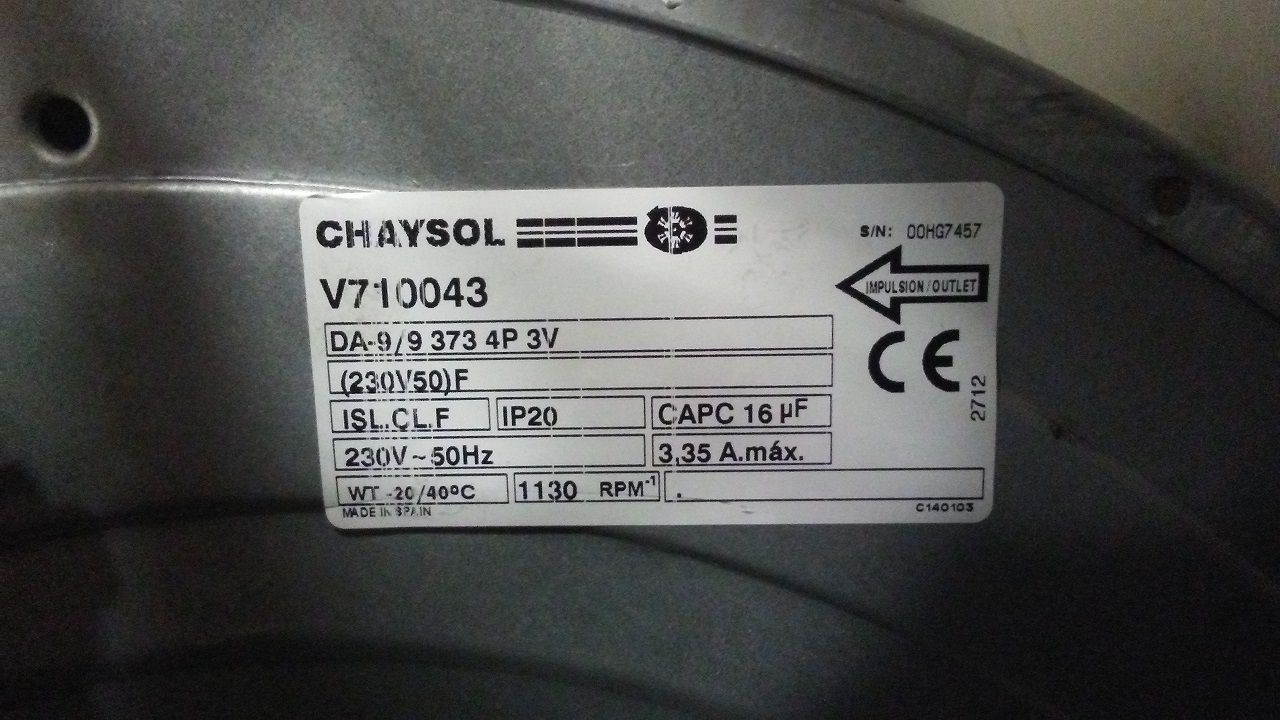 CHAYSOL
S/N: 00HG7457
V710043
IMPULSION/OUTLET
DA-9/9 373 4P 3V
(230V50)F
CE
2712
ISL.CL.F IP20 CAPC 16 µF
230V~50Hz 3,35 A.máx.
WT -20/40ºC 1130 RPM-¹ .
MADE IN SPAIN
C140103